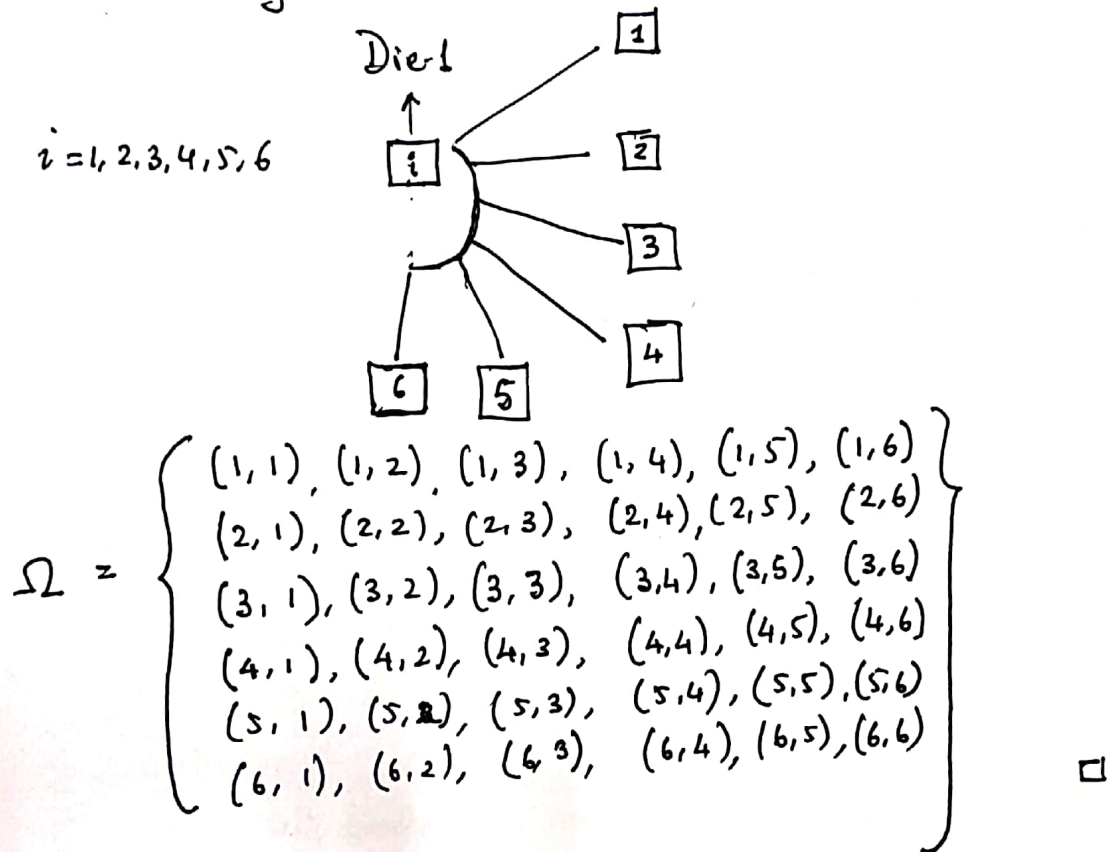 Die-1
1
i = 1, 2, 3, 4, 5, 6
i
2
3
4
6
5
Ω = { (1, 1), (1, 2), (1, 3), (1, 4), (1, 5), (1, 6)
(2, 1), (2, 2), (2, 3), (2, 4), (2, 5), (2, 6)
(3, 1), (3, 2), (3, 3), (3, 4), (3, 5), (3, 6)
(4, 1), (4, 2), (4, 3), (4, 4), (4, 5), (4, 6)
(5, 1), (5, 2), (5, 3), (5, 4), (5, 5), (5, 6)
(6, 1), (6, 2), (6, 3), (6, 4), (6, 5), (6, 6) }
□